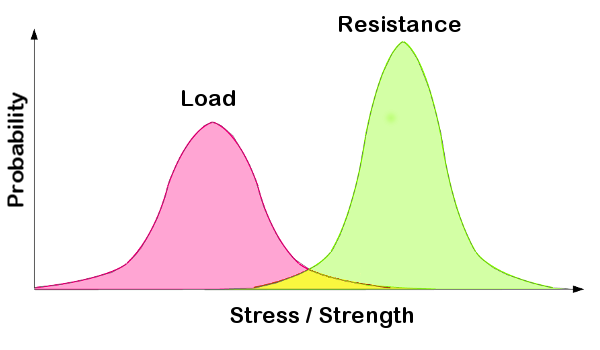 Resistance
Load
Probability
Stress / Strength